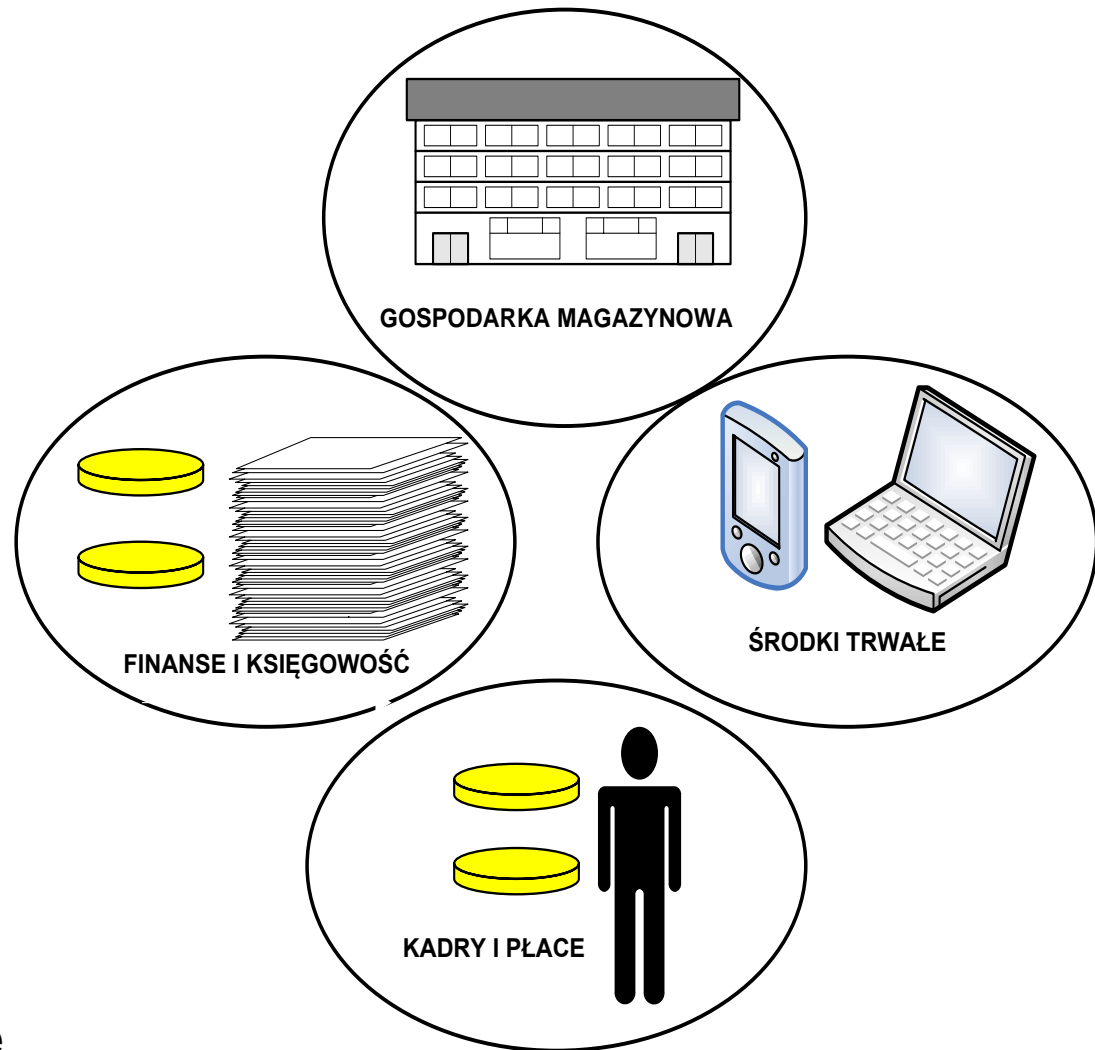 GOSPODARKA MAGAZYNOWA
FINANSE I KSIĘGOWOŚĆ
ŚRODKI TRWAŁE
KADRY I PŁACE